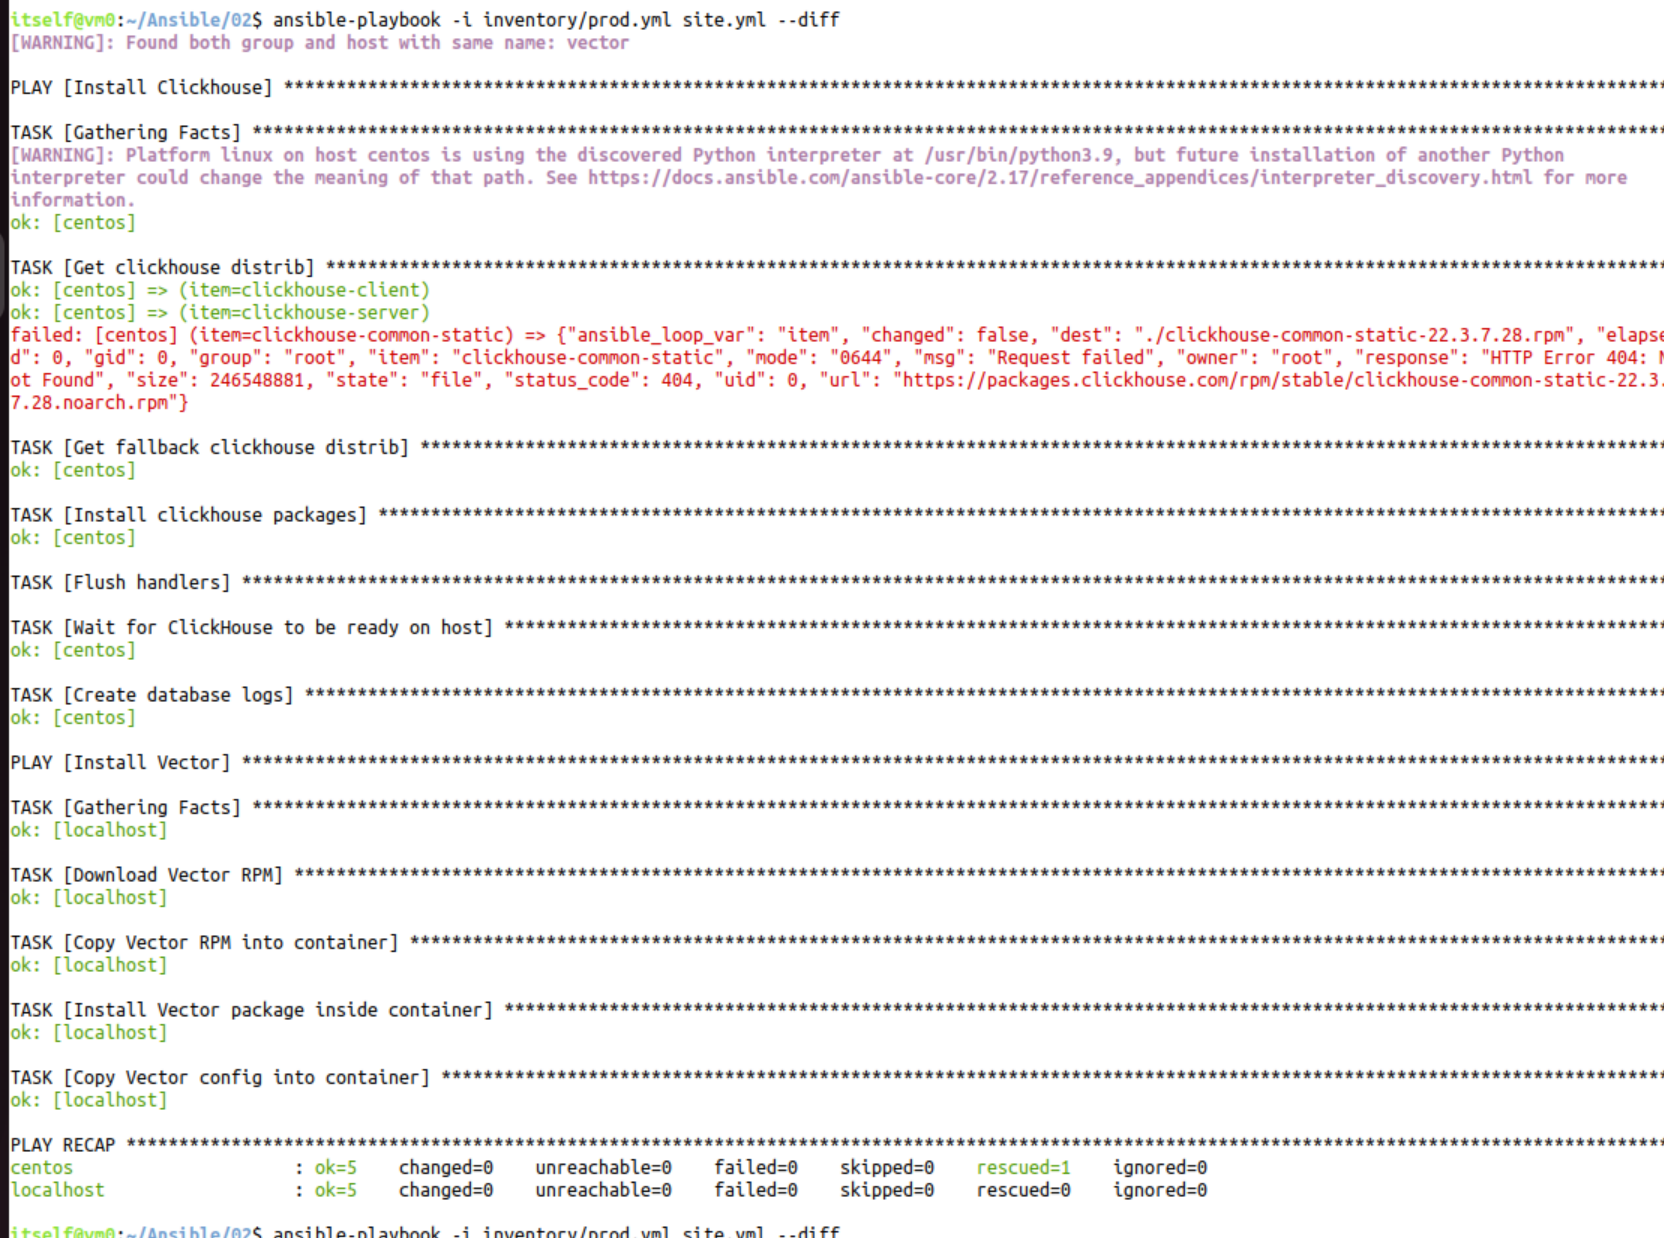 itself@vm0:~/Ansible/02$ ansible-playbook -i inventory/prod.yml site.yml --diff
[WARNING]: Found both group and host with same name: vector
PLAY [Install Clickhouse] ***********************************************************************************************************************************
TASK [Gathering Facts] **************************************************************************************************************************************
[WARNING]: Platform linux on host centos is using the discovered Python interpreter at /usr/bin/python3.9, but future installation of another Python
interpreter could change the meaning of that path. See https://docs.ansible.com/ansible-core/2.17/reference_appendices/interpreter_discovery.html for more
information.
ok: [centos]
TASK [Get clickhouse distrib] *******************************************************************************************************************************
ok: [centos] => (item=clickhouse-client)
ok: [centos] => (item=clickhouse-server)
failed: [centos] (item=clickhouse-common-static) => {"ansible_loop_var": "item", "changed": false, "dest": "./clickhouse-common-static-22.3.7.28.rpm", "elapse
d": 0, "gid": 0, "group": "root", "item": "clickhouse-common-static", "mode": "0644", "msg": "Request failed", "owner": "root", "response": "HTTP Error 404: N
ot Found", "size": 246548881, "state": "file", "status_code": 404, "uid": 0, "url": "https://packages.clickhouse.com/rpm/stable/clickhouse-common-static-22.3.
7.28.noarch.rpm"}
TASK [Get fallback clickhouse distrib] **********************************************************************************************************************
ok: [centos]
TASK [Install clickhouse packages] **************************************************************************************************************************
ok: [centos]
TASK [Flush handlers] ***************************************************************************************************************************************
TASK [Wait for ClickHouse to be ready on host] **************************************************************************************************************
ok: [centos]
TASK [Create database logs] *********************************************************************************************************************************
ok: [centos]
PLAY [Install Vector] ***************************************************************************************************************************************
TASK [Gathering Facts] **************************************************************************************************************************************
ok: [localhost]
TASK [Download Vector RPM] **********************************************************************************************************************************
ok: [localhost]
TASK [Copy Vector RPM into container] ***********************************************************************************************************************
ok: [localhost]
TASK [Install Vector package inside container] **************************************************************************************************************
ok: [localhost]
TASK [Copy Vector config into container] ********************************************************************************************************************
ok: [localhost]
PLAY RECAP **************************************************************************************************************************************************
centos                     : ok=5    changed=0    unreachable=0    failed=0    skipped=0    rescued=1    ignored=0
localhost                  : ok=5    changed=0    unreachable=0    failed=0    skipped=0    rescued=0    ignored=0
itself@vm0:~/Ansible/02$ ansible-playbook -i inventory/prod.yml site.yml --diff